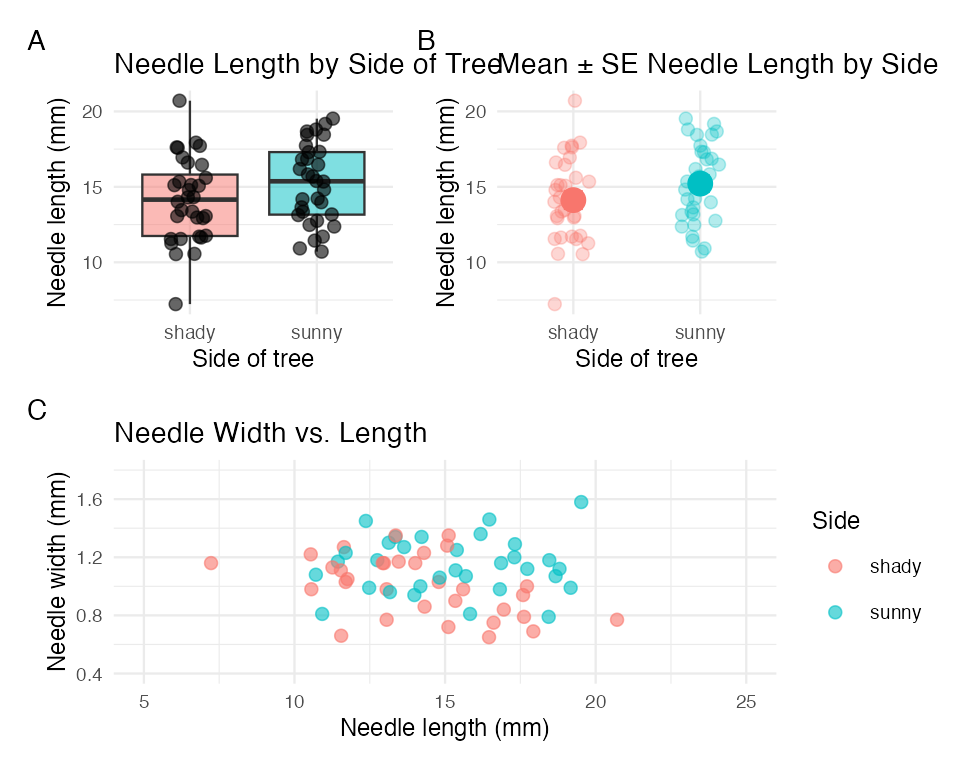 A
B
Needle Length by Side of Tree
Mean ± SE Needle Length by Side
Needle length (mm)
20
15
10
shady
sunny
Side of tree
Needle length (mm)
20
15
10
shady
sunny
Side of tree
C
Needle Width vs. Length
Needle width (mm)
1.6
1.2
0.8
0.4
5
10
15
20
25
Needle length (mm)
Side
shady
sunny